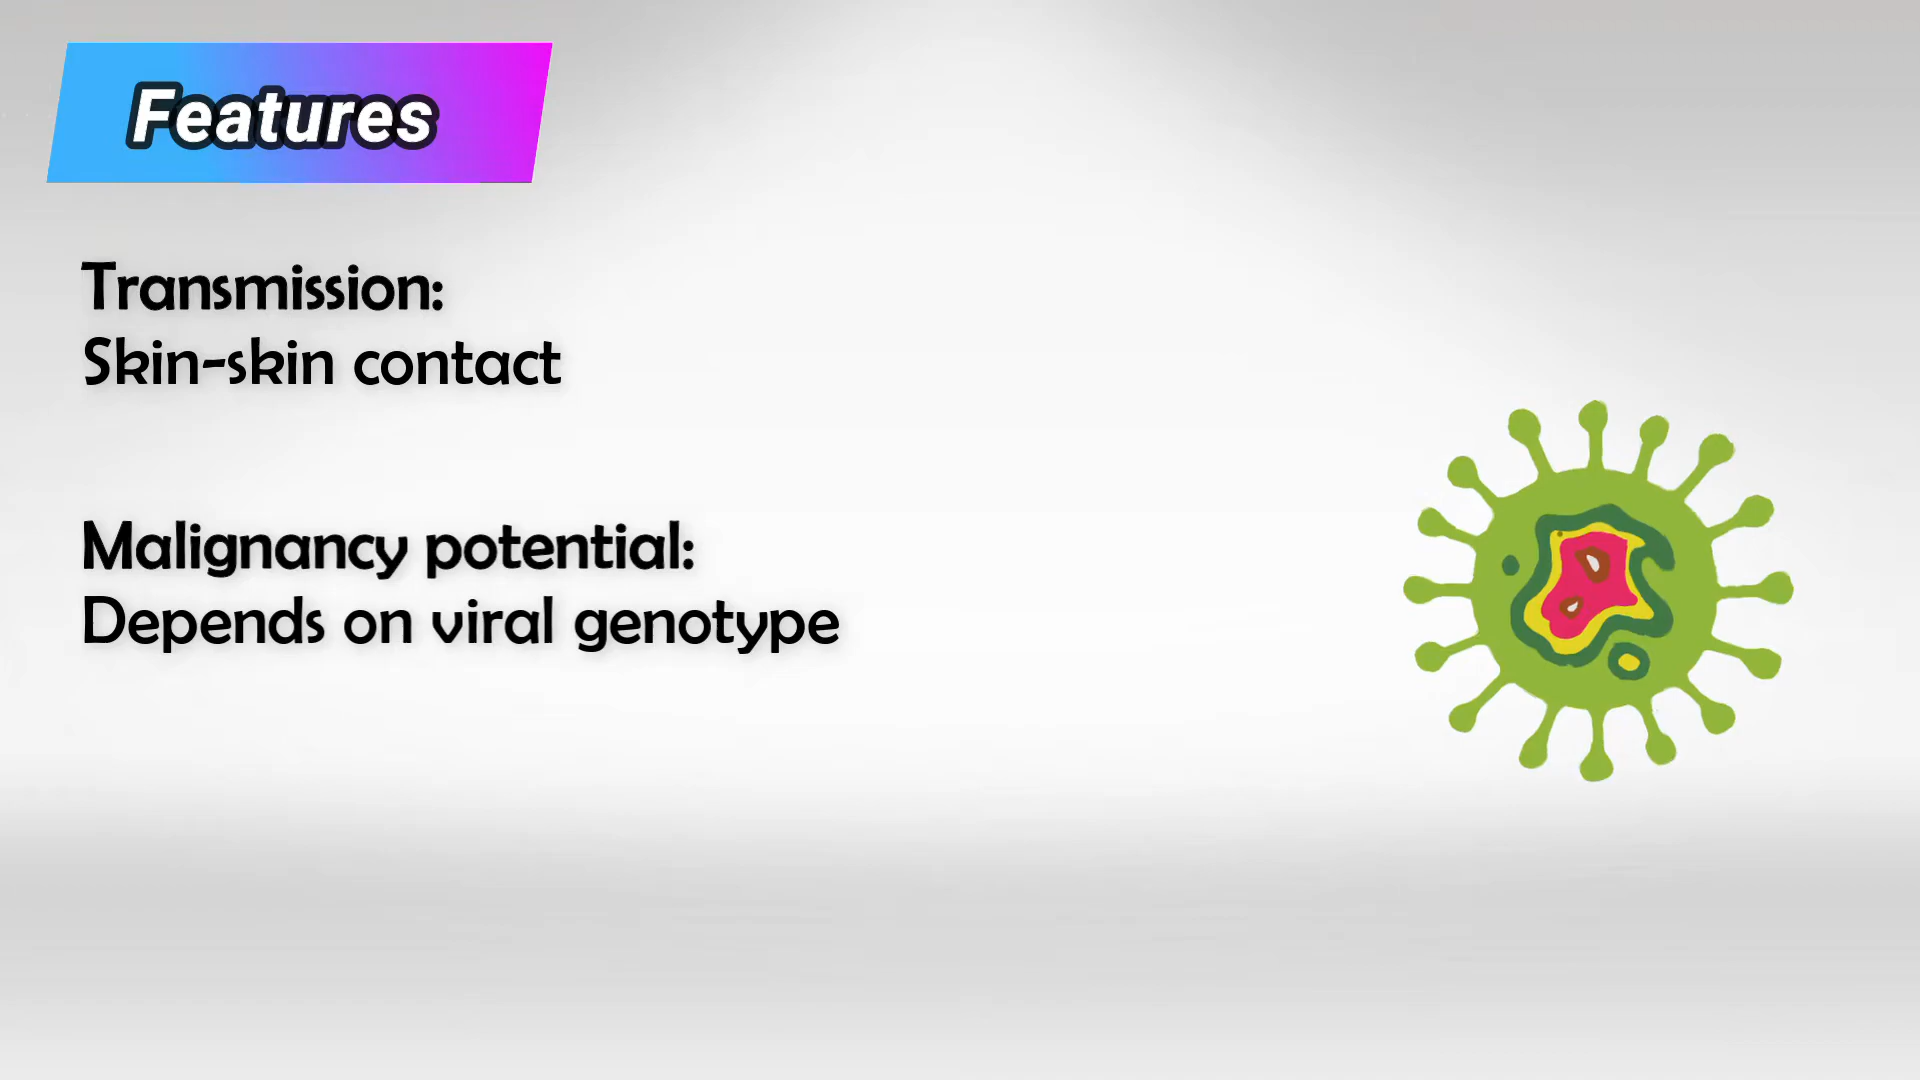 Features
Transmission:
Skin-skin contact
Malignancy potential:
Depends on viral genotype